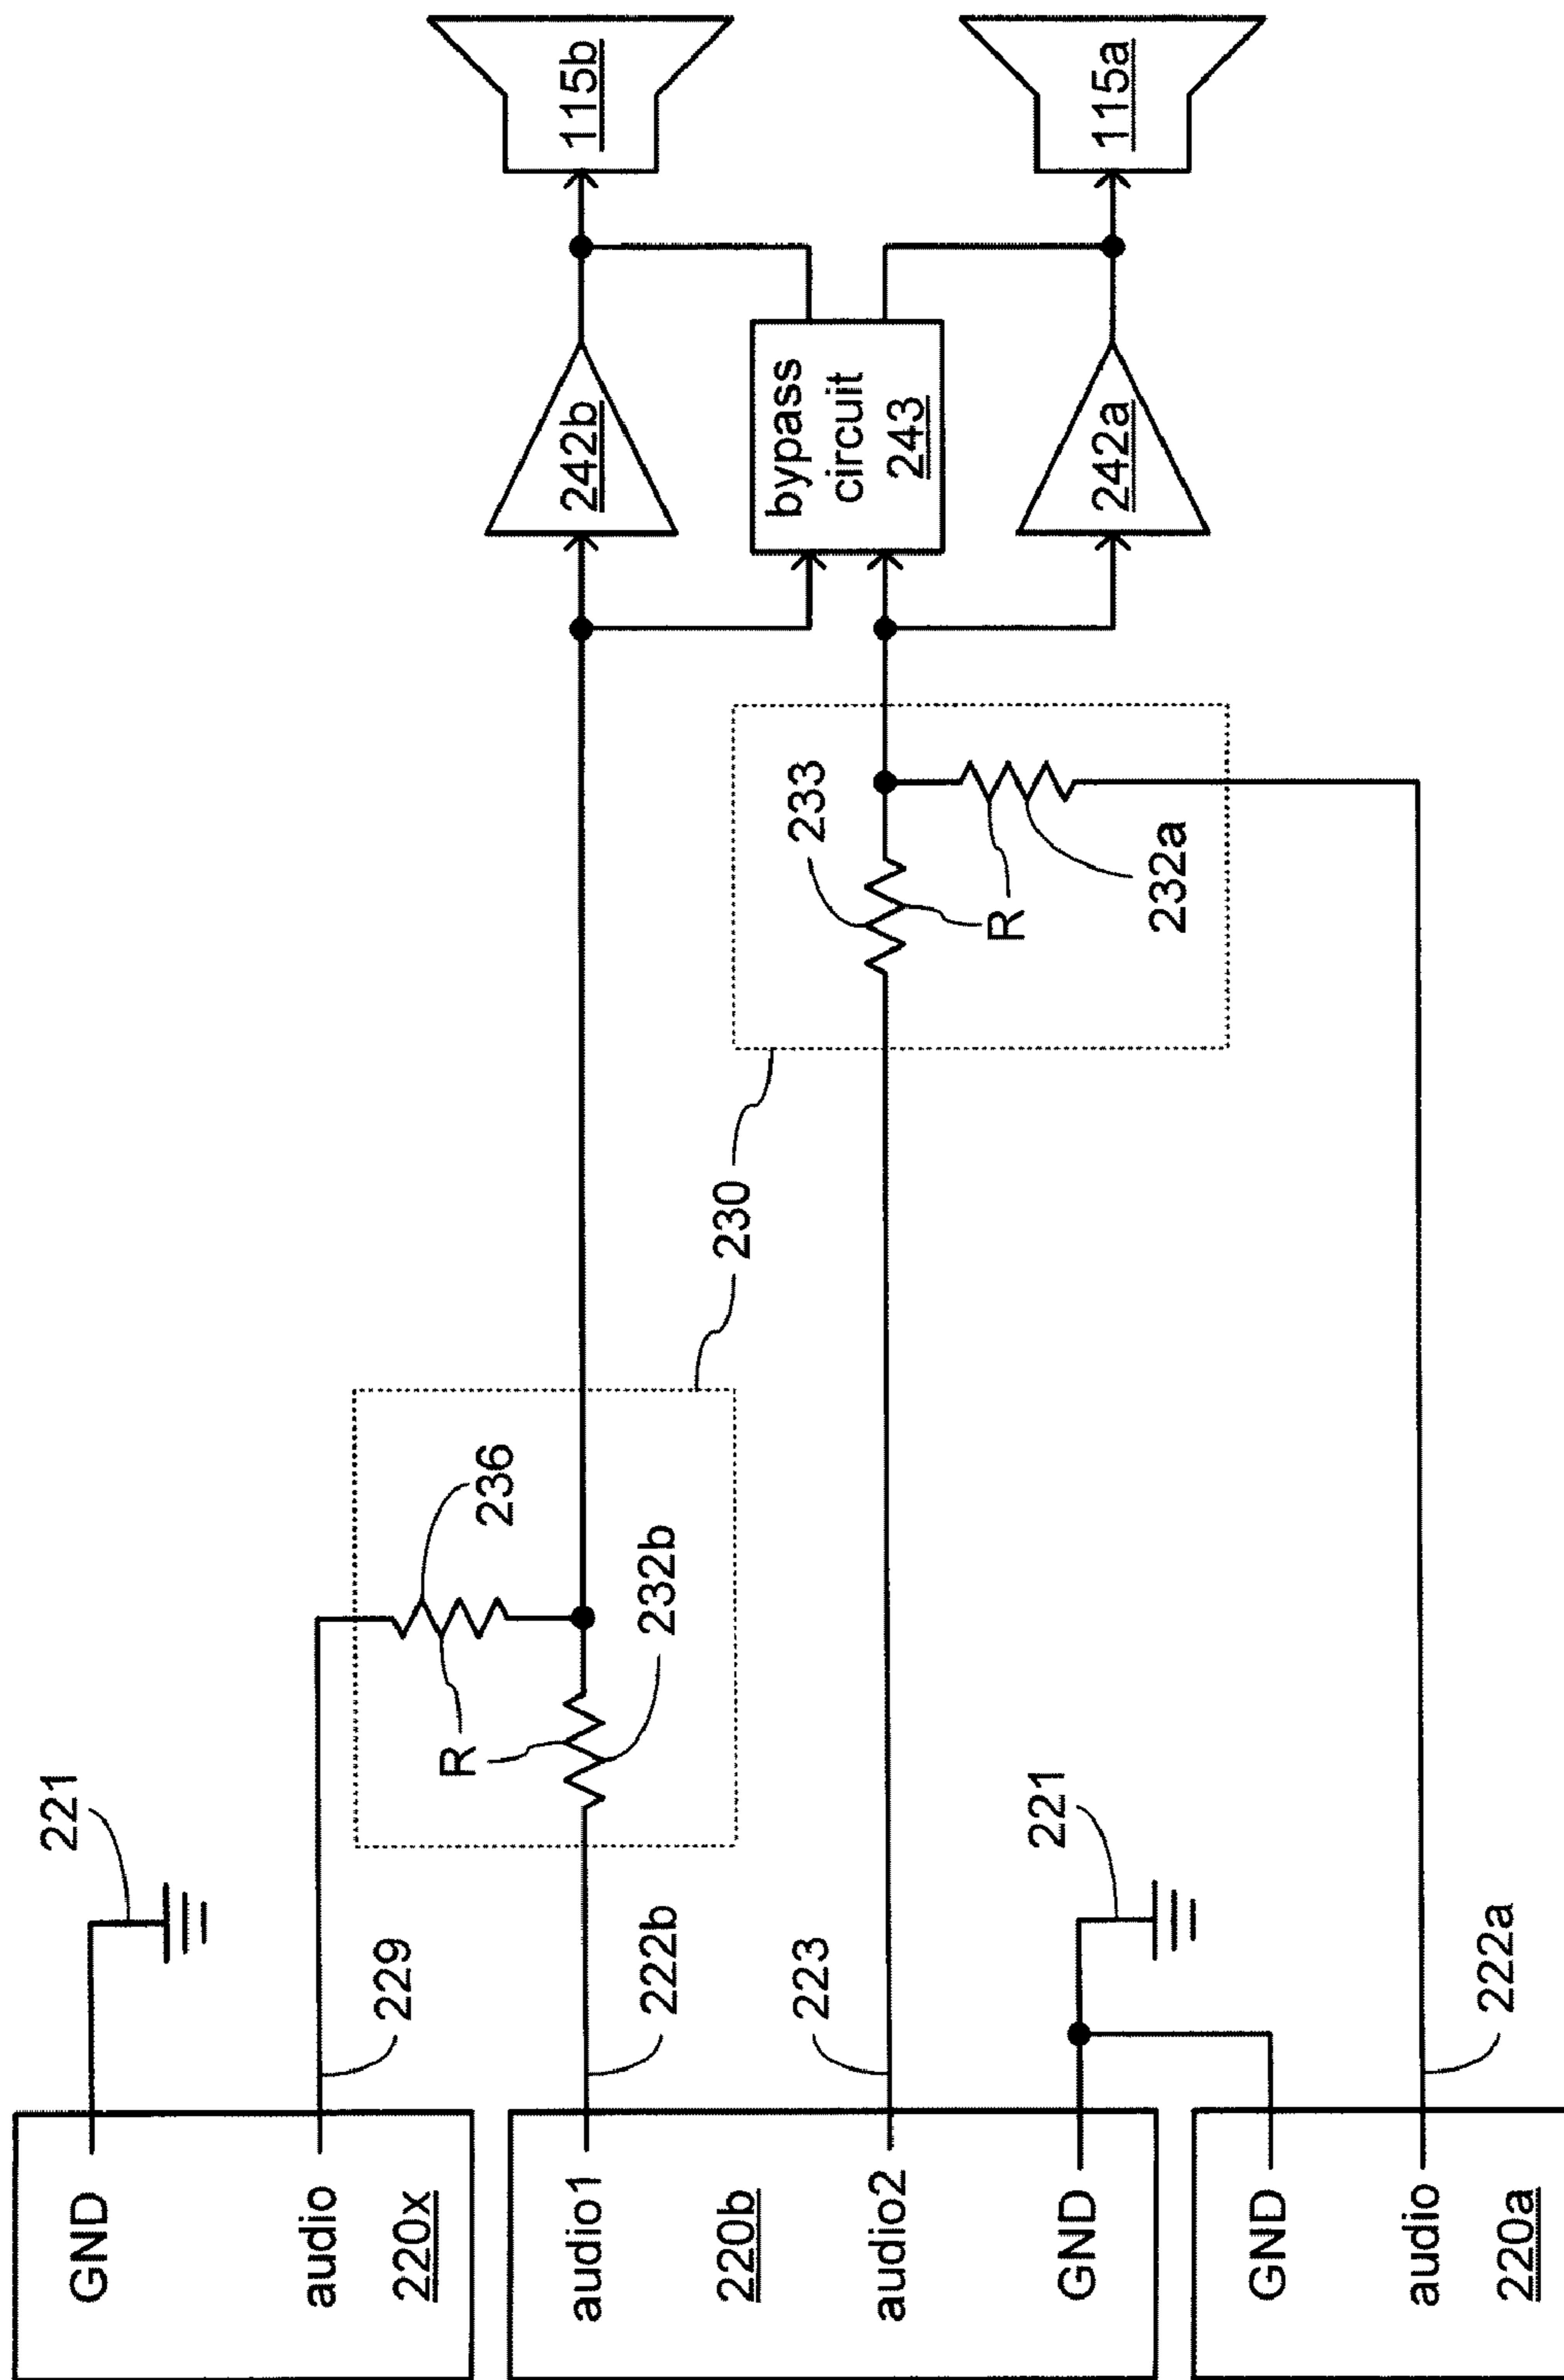 GND
audio
220x
audio1
220b
audio2
GND
GND
audio
220a
221
229
222b
223
221
222a
R
236
232b
230
233
R
232a
242b
bypass
circuit
243
242a
115b
115a